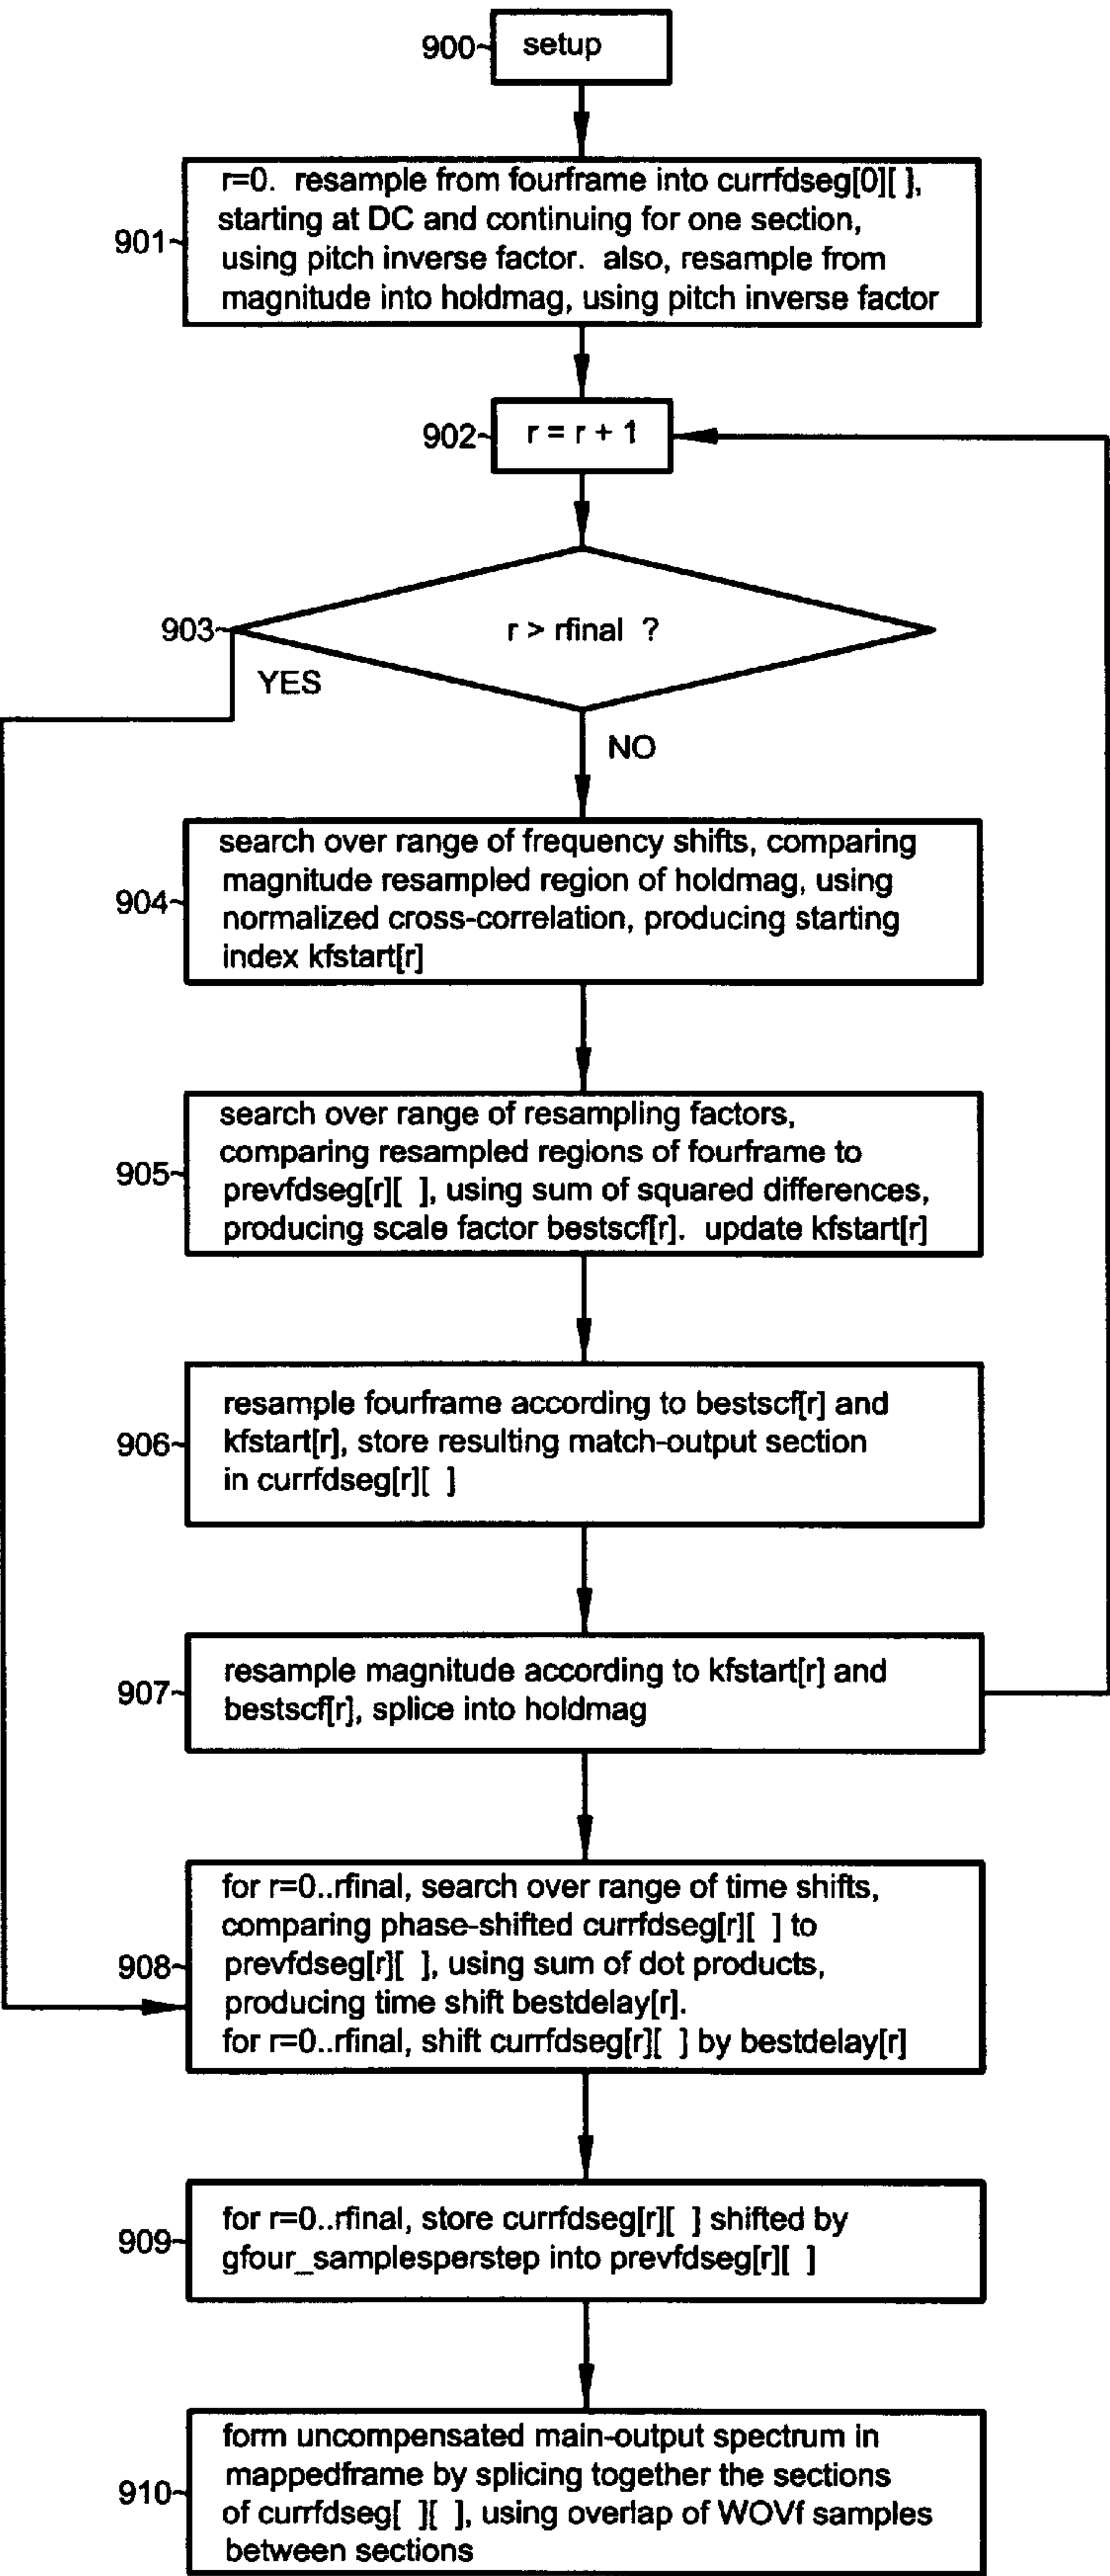 900
setup
901
r=0. resample from fourframe into currfdseg[0][ ],
starting at DC and continuing for one section,
using pitch inverse factor. also, resample from
magnitude into holdmag, using pitch inverse factor
902
r = r + 1
903
r > rfinal ?
YES
NO
904
search over range of frequency shifts, comparing
magnitude resampled region of holdmag, using
normalized cross-correlation, producing starting
index kfstart[r]
905
search over range of resampling factors,
comparing resampled regions of fourframe to
prevfdseg[r][ ], using sum of squared differences,
producing scale factor bestscf[r]. update kfstart[r]
906
resample fourframe according to bestscf[r] and
kfstart[r], store resulting match-output section
in currfdseg[r][ ]
907
resample magnitude according to kfstart[r] and
bestscf[r], splice into holdmag
908
for r=0..rfinal, search over range of time shifts,
comparing phase-shifted currfdseg[r][ ] to
prevfdseg[r][ ], using sum of dot products,
producing time shift bestdelay[r].
for r=0..rfinal, shift currfdseg[r][ ] by bestdelay[r]
909
for r=0..rfinal, store currfdseg[r][ ] shifted by
gfour_samplesperstep into prevfdseg[r][ ]
910
form uncompensated main-output spectrum in
mappedframe by splicing together the sections
of currfdseg[ ][ ], using overlap of WOVf samples
between sections